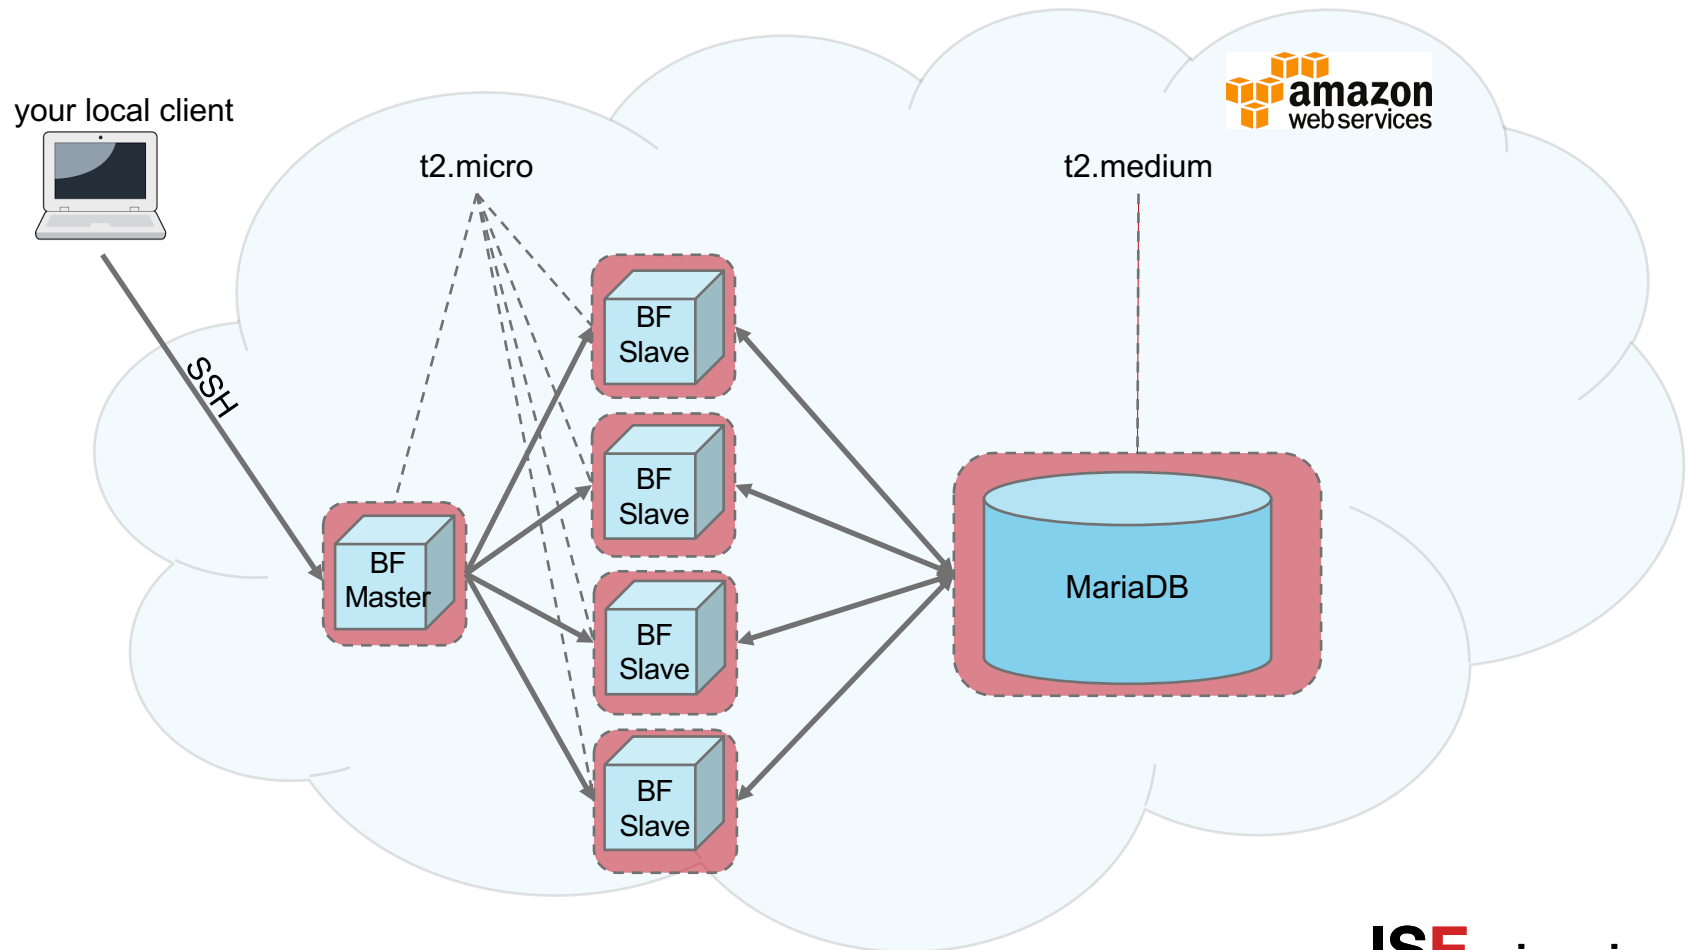 your local client
amazon
web services
t2.micro
t2.medium
SSH
BF
Slave
BF
Slave
BF
Slave
BF
Slave
BF
Master
MariaDB
ISE